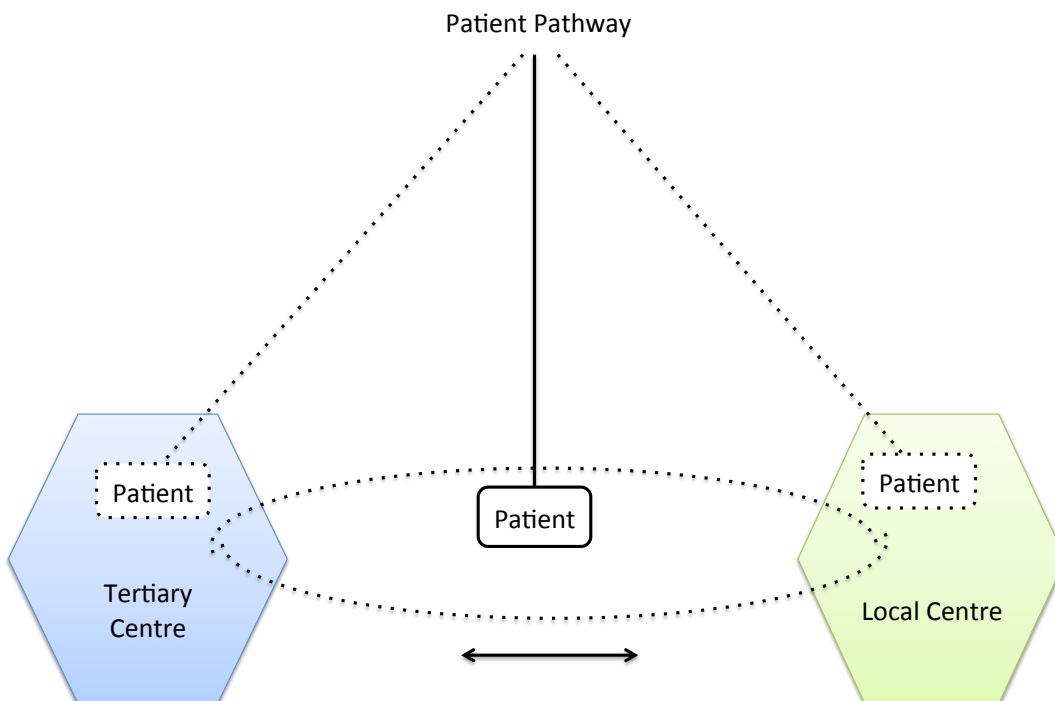 Patient Pathway
Patient
Patient
Patient
Tertiary
Centre
Local Centre